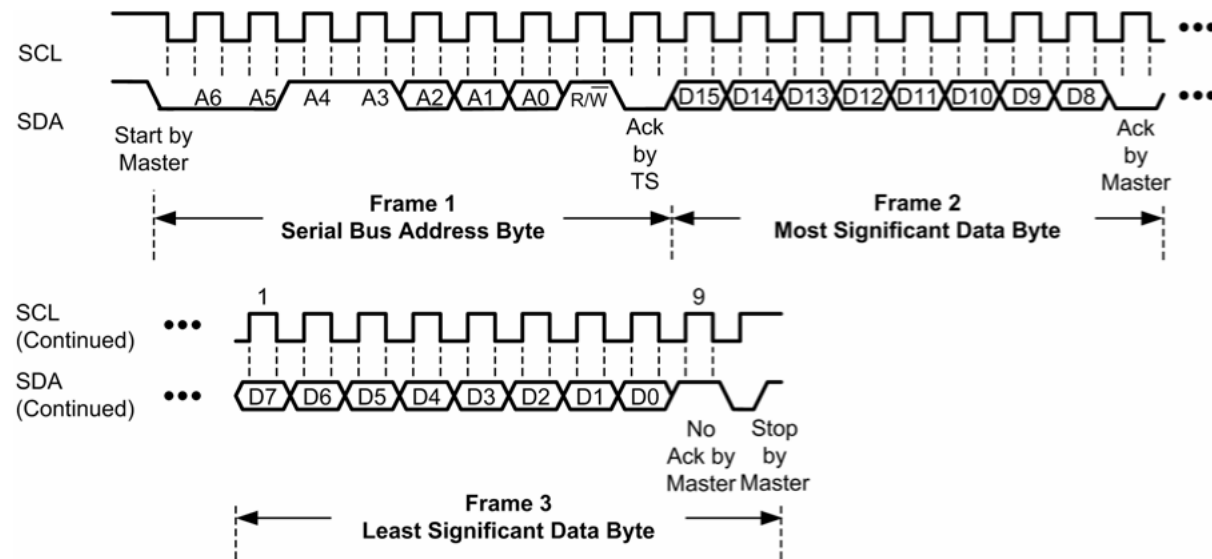 SCL
SDA
A6 A5 A4 A3 A2 A1 A0 R/W̅ D15 D14 D13 D12 D11 D10 D9 D8
Start by
Master
Ack
by
TS
Ack
by
Master
Frame 1
Serial Bus Address Byte
Frame 2
Most Significant Data Byte
1 9
SCL
(Continued)
SDA
(Continued)
D7 D6 D5 D4 D3 D2 D1 D0
No
Ack by
Master
Stop
by
Master
Frame 3
Least Significant Data Byte